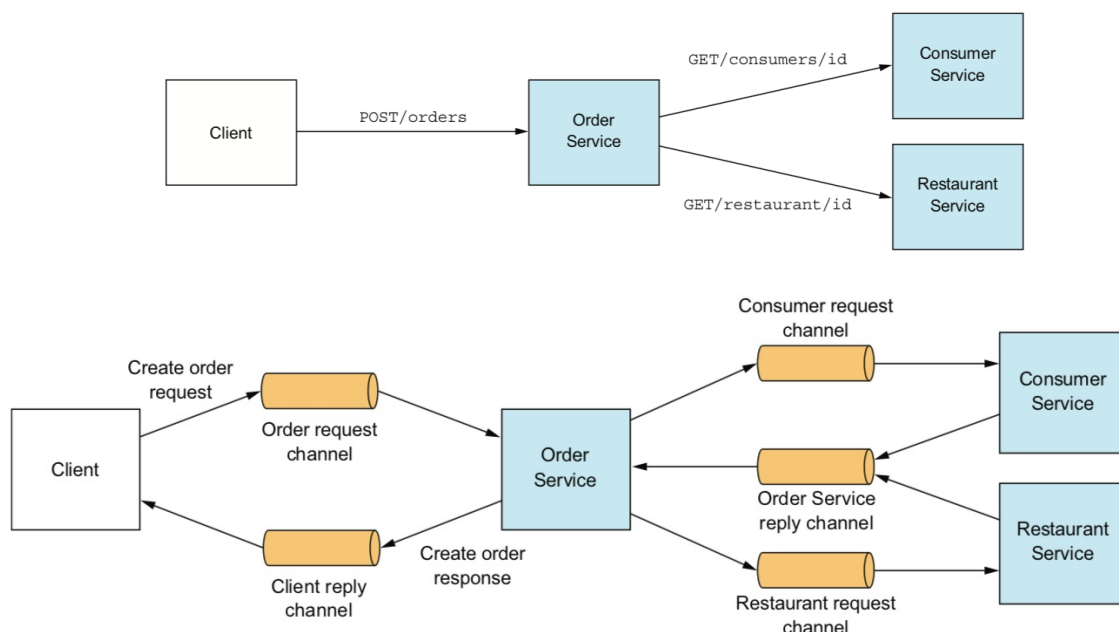 GET/consumers/id
Consumer
Service
Client
POST/orders
Order
Service
GET/restaurant/id
Restaurant
Service
Consumer request
channel
Create order
request
Order request
channel
Consumer
Service
Client
Order
Service
Order Service
reply channel
Client reply
channel
Create order
response
Restaurant
Service
Restaurant request
channel